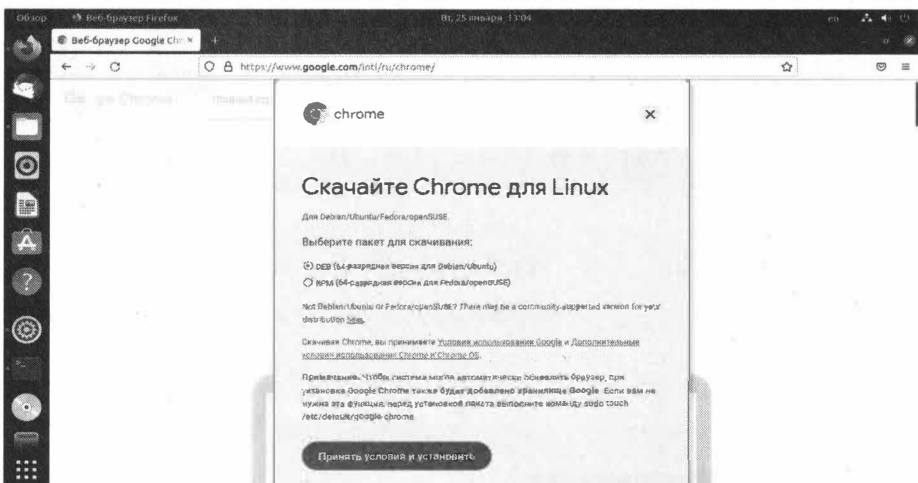 Обзор
Веб-браузер Firefox
Вт, 25 января 13:04
en
Веб-браузер Google Chr ×
+
https://www.google.com/intl/ru/chrome/
chrome
Скачайте Chrome для Linux
Для Debian/Ubuntu/Fedora/openSUSE.
Выберите пакет для скачивания:
DEB (64-разрядная версия для Debian/Ubuntu)
RPM (64-разрядная версия для Fedora/openSUSE)
Not Debian/Ubuntu or Fedora/openSUSE? There may be a community-supported version for your
distribution here.
Скачивая Chrome, вы принимаете Условия использования Google и Дополнительные
условия использования Chrome и Chrome OS.
Примечание. Чтобы система могла автоматически обновлять браузер, при
установке Google Chrome также будет добавлено хранилище Google. Если вам не
нужна эта функция, перед установкой пакета выполните команду sudo touch
/etc/default/google-chrome
Принять условия и установить